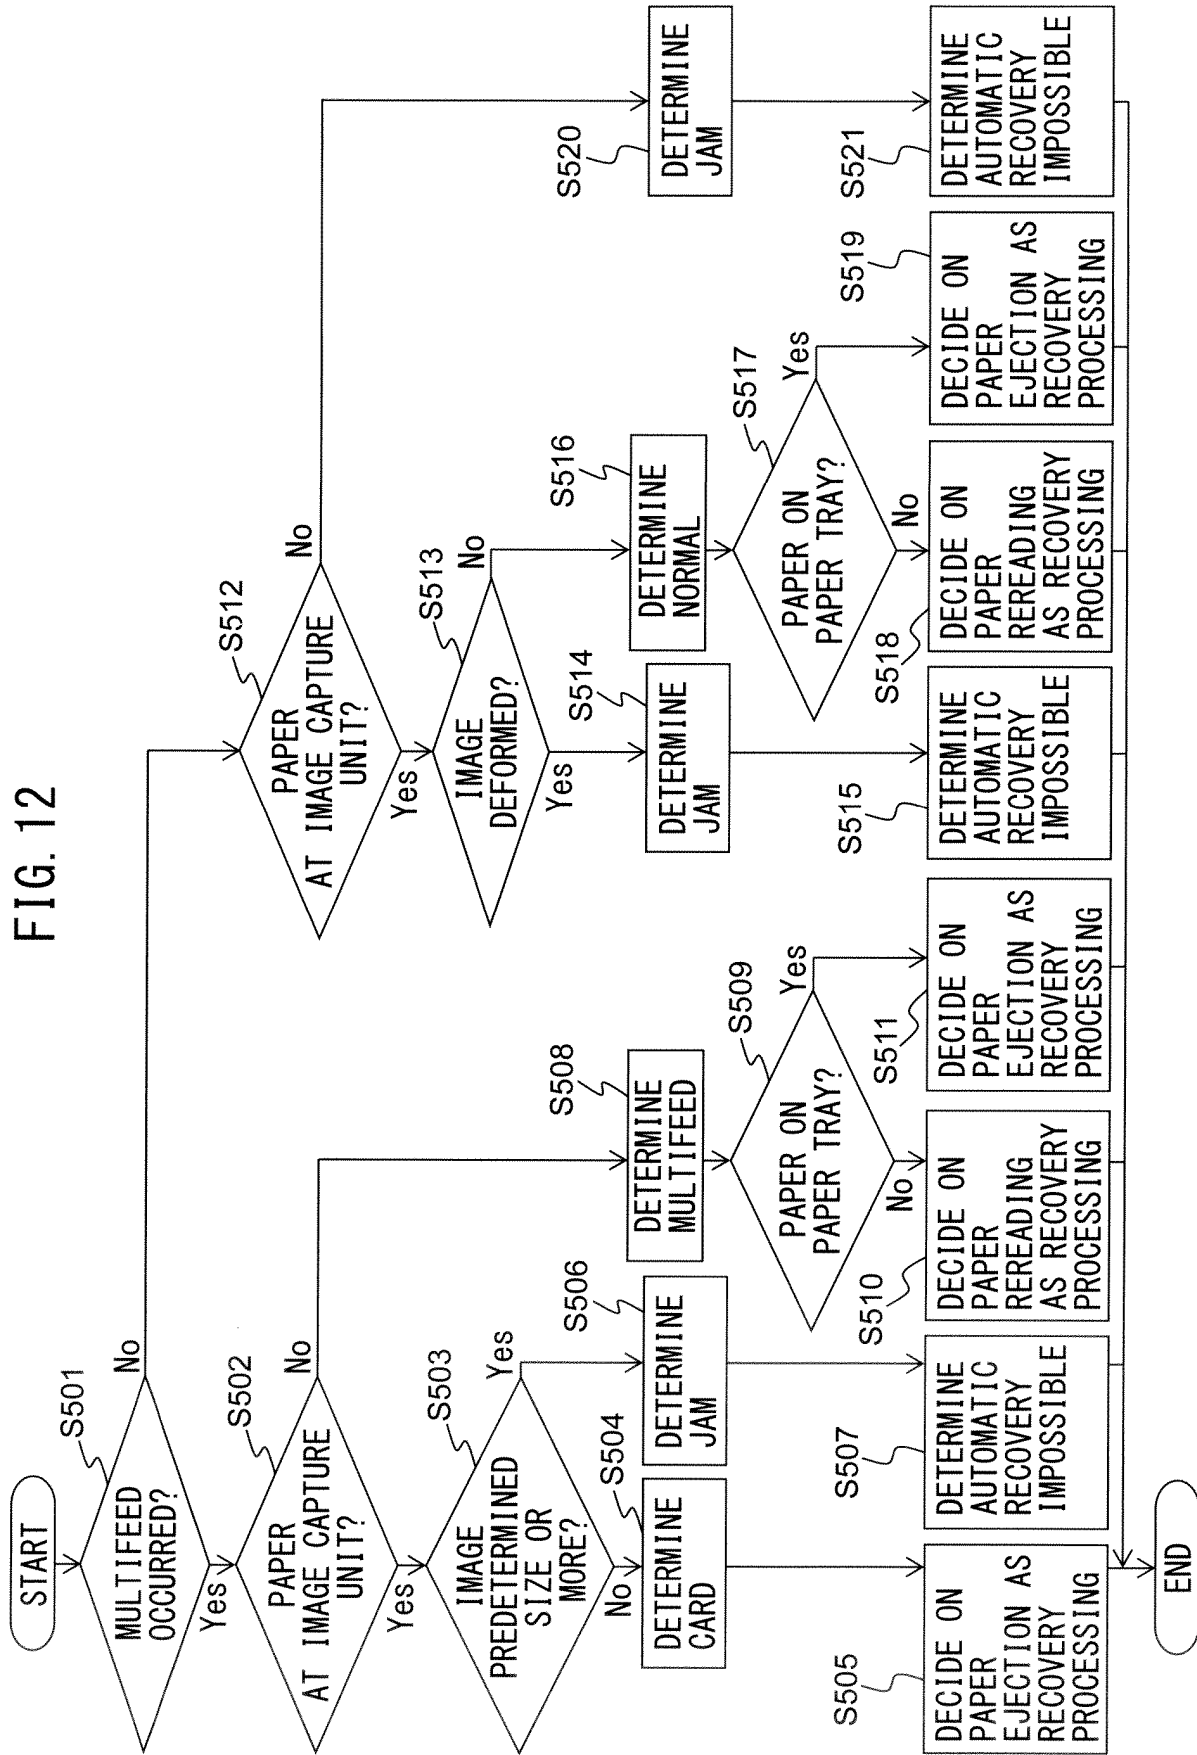 FIG. 12
START
S501
MULTIFEED
OCCURRED?
No
Yes
S502
PAPER
AT IMAGE CAPTURE
UNIT?
No
Yes
S503
IMAGE
PREDETERMINED
SIZE OR
MORE?
Yes
No
S504
DETERMINE
CARD
S505
DECIDE ON
PAPER
EJECTION AS
RECOVERY
PROCESSING
S506
DETERMINE
JAM
S507
DETERMINE
AUTOMATIC
RECOVERY
IMPOSSIBLE
S508
DETERMINE
MULTIFEED
S509
PAPER ON
PAPER TRAY?
Yes
No
S510
DECIDE ON
PAPER
REREADING
AS RECOVERY
PROCESSING
S511
DECIDE ON
PAPER
EJECTION AS
RECOVERY
PROCESSING
S512
PAPER
AT IMAGE CAPTURE
UNIT?
No
Yes
S513
IMAGE
DEFORMED?
No
Yes
S514
DETERMINE
JAM
S515
DETERMINE
AUTOMATIC
RECOVERY
IMPOSSIBLE
S516
DETERMINE
NORMAL
S517
PAPER ON
PAPER TRAY?
Yes
No
S518
DECIDE ON
PAPER
REREADING
AS RECOVERY
PROCESSING
S519
DECIDE ON
PAPER
EJECTION AS
RECOVERY
PROCESSING
S520
DETERMINE
JAM
S521
DETERMINE
AUTOMATIC
RECOVERY
IMPOSSIBLE
END